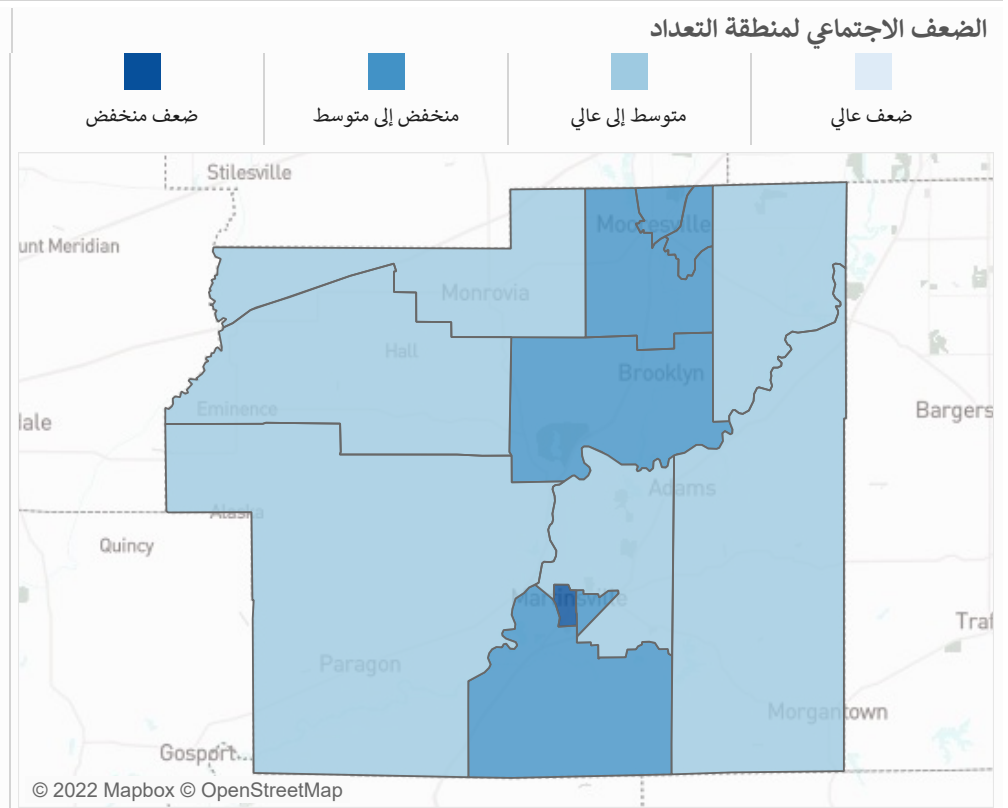 الضعف الاجتماعي لمنطقة التعداد
ضعف عالي
متوسط إلى عالي
منخفض إلى متوسط
ضعف منخفض
Stilesville
Mooresville
unt Meridian
Monrovia
Hall
Brooklyn
Eminence
Bargers
dale
Adams
Alaska
Quincy
Martinsville
Traf
Paragon
Morgantown
Gosport...
© 2022 Mapbox © OpenStreetMap